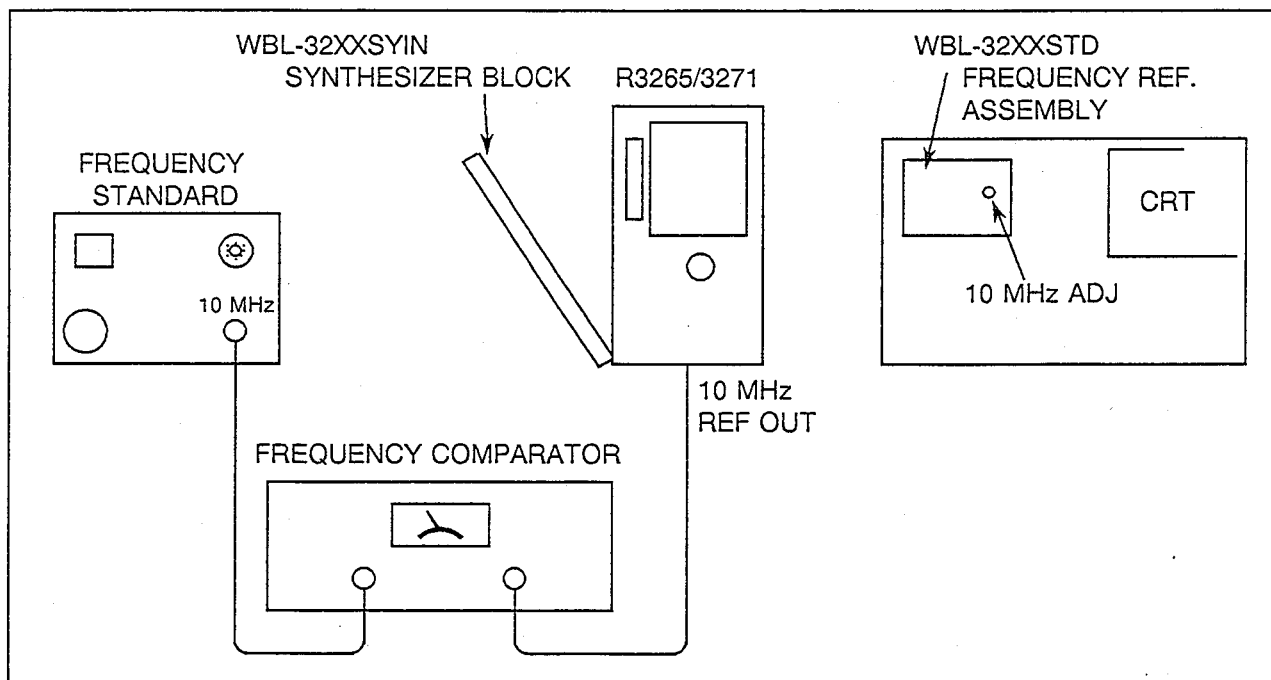 WBL-32XXSYIN
SYNTHESIZER BLOCK
R3265/3271
WBL-32XXSTD
FREQUENCY REF.
ASSEMBLY
FREQUENCY
STANDARD
10 MHz
CRT
10 MHz ADJ
10 MHz
REF OUT
FREQUENCY COMPARATOR